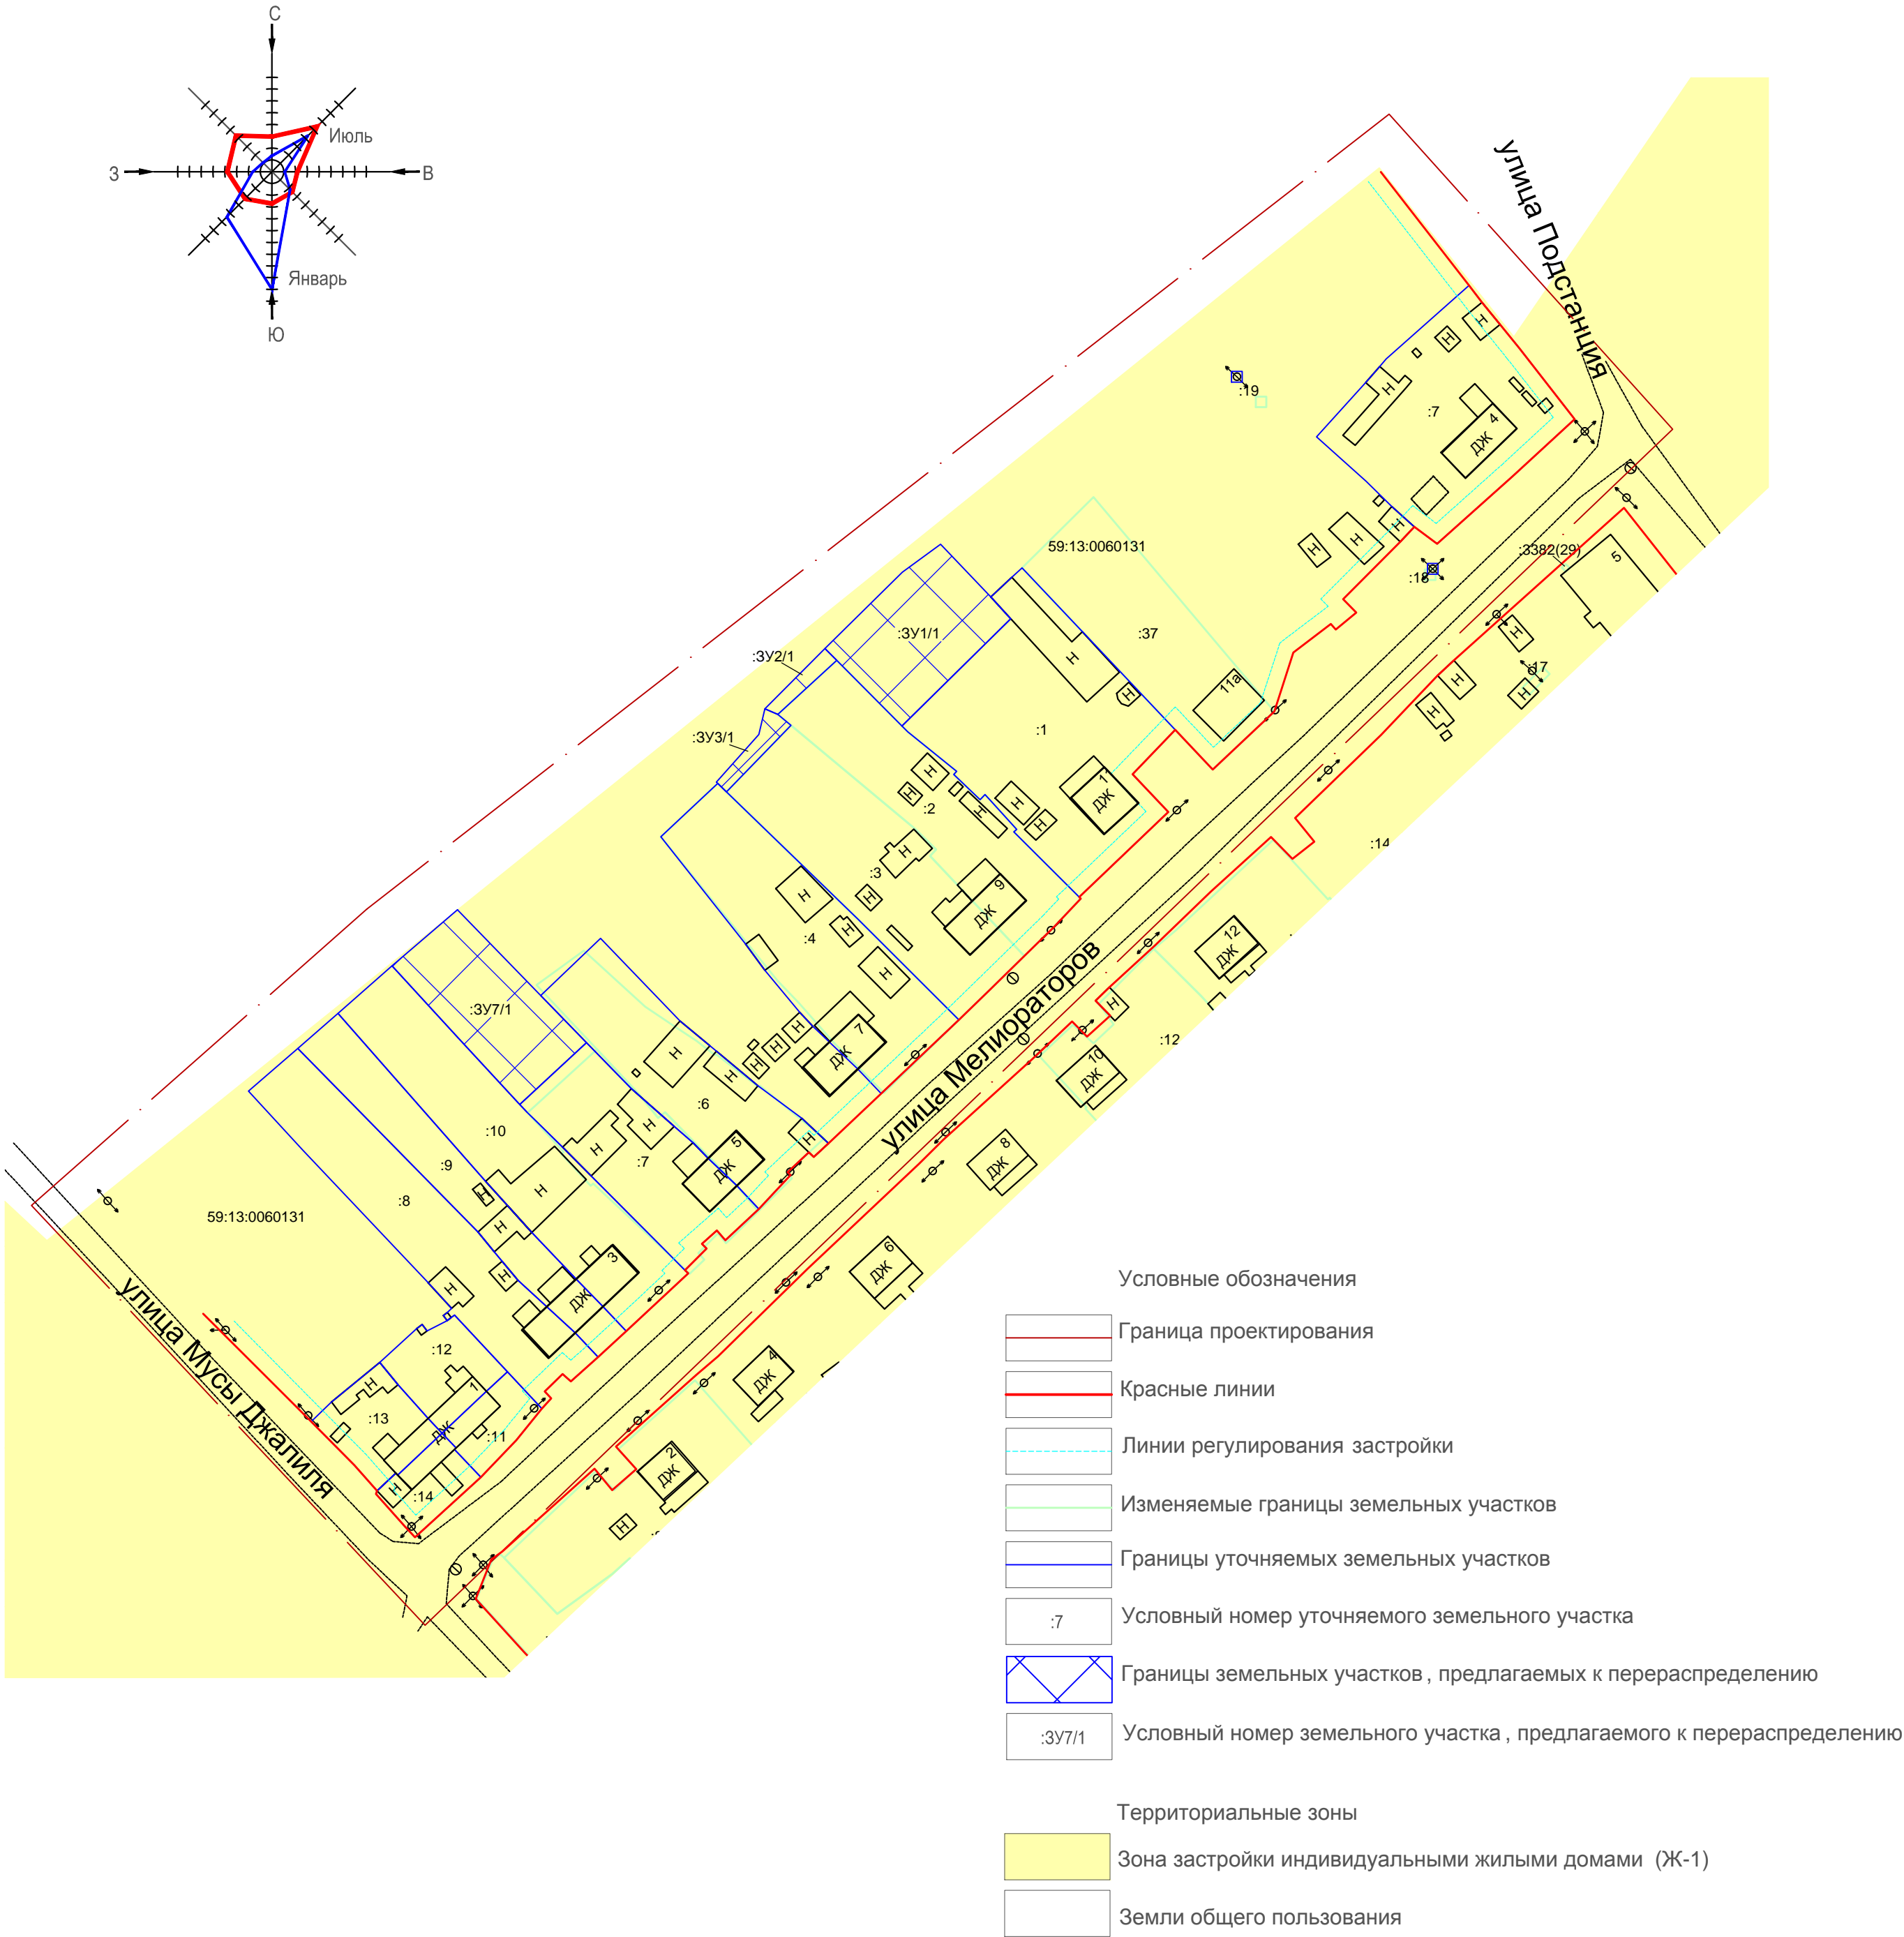 С
Июль
З
В
Январь
Ю
улица Подстанция
:19
Н
Н
Н
:7
ДЖ 4
59:13:0060131
Н
Н
Н
:18
:3382(29)
5
:ЗУ1/1
:37
Н
:ЗУ2/1
Н
11а
Н
:17
Н
Н
Н
:ЗУ3/1
:1
Н
Н
:2
Н
Н
Н
ДЖ 11
:3
Н
Н
:14
Н
:4
Н
ДЖ 9
12
ДЖ
Н
улица Мелиораторов
:ЗУ7/1
Н
Н
Н
Н
ДЖ 7
Н
:12
10
ДЖ
Н
:6
:10
Н
Н
Н
:7
ДЖ 5
8
ДЖ
:9
Н
Н
:8
Н
59:13:0060131
6
ДЖ
Н
Н
ДЖ 3
улица Мусы Джалиля
:12
Н
:13
ДЖ 1
:11
4
ДЖ
Н
:14
2
ДЖ
Н
Условные обозначения
Граница проектирования
Красные линии
Линии регулирования застройки
Изменяемые границы земельных участков
Границы уточняемых земельных участков
:7
Условный номер уточняемого земельного участка
Границы земельных участков, предлагаемых к перераспределению
:ЗУ7/1
Условный номер земельного участка, предлагаемого к перераспределению
Территориальные зоны
Зона застройки индивидуальными жилыми домами (Ж-1)
Земли общего пользования